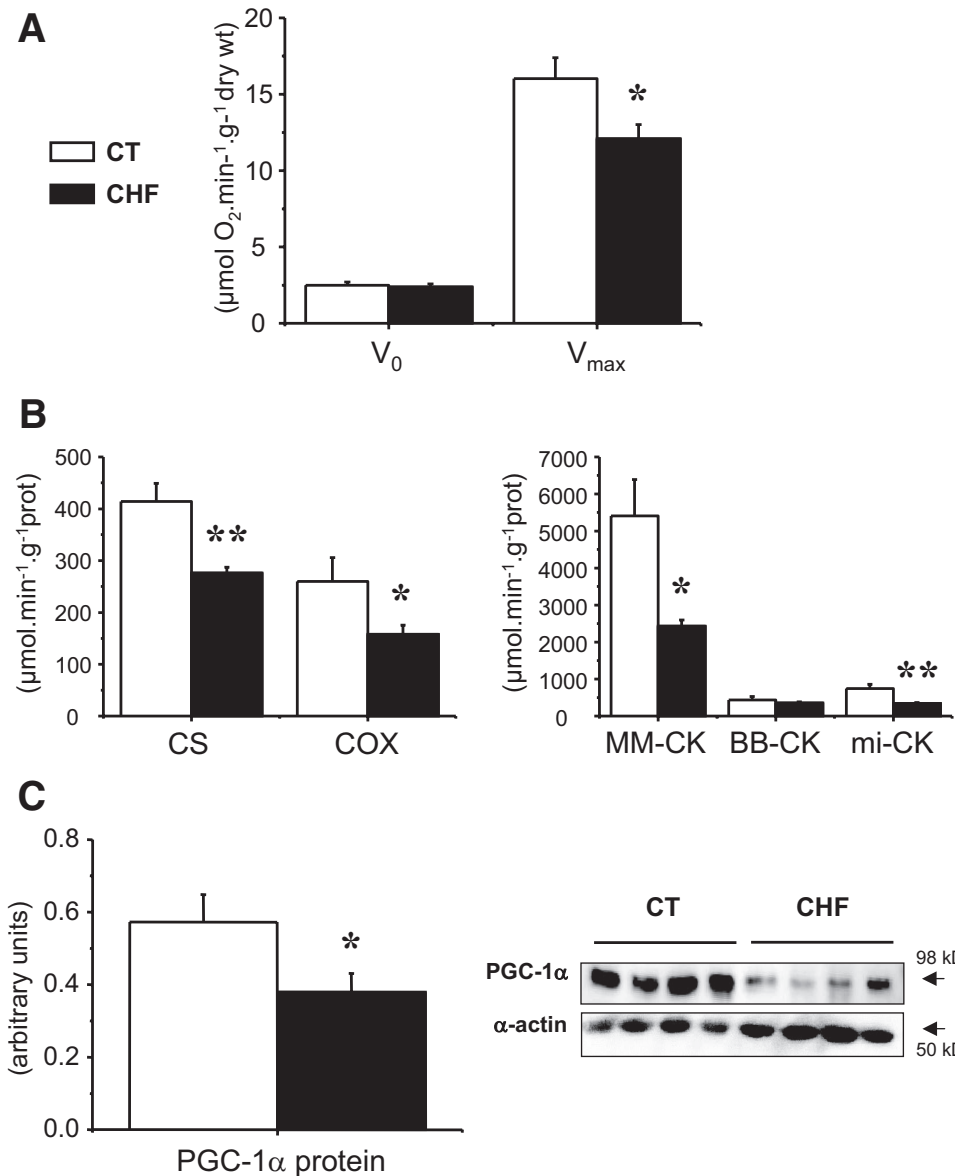 A
20
15
10
5
0
(μmol O₂.min-¹.g-¹ dry wt)
CT
CHF
*
V₀
Vmax
B
500
400
300
200
100
0
(μmol.min⁻¹.g⁻¹prot)
**
*
CS
COX
7000
6000
5000
4000
3000
2000
1000
0
(μmol.min⁻¹.g⁻¹prot)
*
**
MM-CK
BB-CK
mi-CK
C
0.8
0.6
0.4
0.2
0.0
(arbitrary units)
*
PGC-1α protein
CT
CHF
98 kD
PGC-1α
α-actin
50 kD